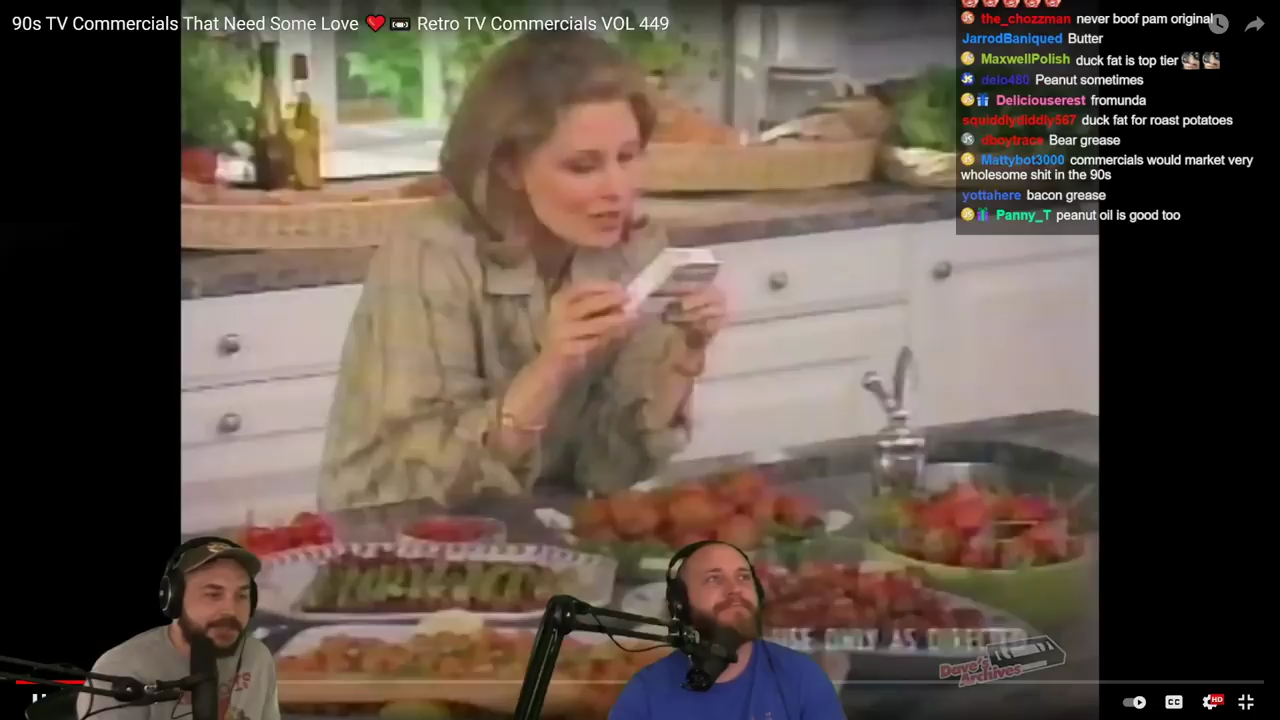 90s TV Commercials That Need Some Love ❤️📼 Retro TV Commercials VOL 449
the_chozzman never boof pam original
JarrodBaniqued Butter
MaxwellPolish duck fat is top tier
delo480 Peanut sometimes
Deliciouserest fromunda
squiddlydiddly567 duck fat for roast potatoes
dboytrace Bear grease
Mattybot3000 commercials would market very
wholesome shit in the 90s
yottahere bacon grease
Panny_T peanut oil is good too
USE ONLY AS DIRECTED
Dave's
Archives
CC
HD